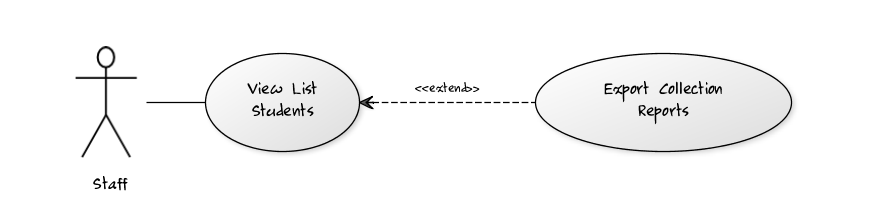 View List
Students
<<extend>>
Export Collection
Reports
Staff